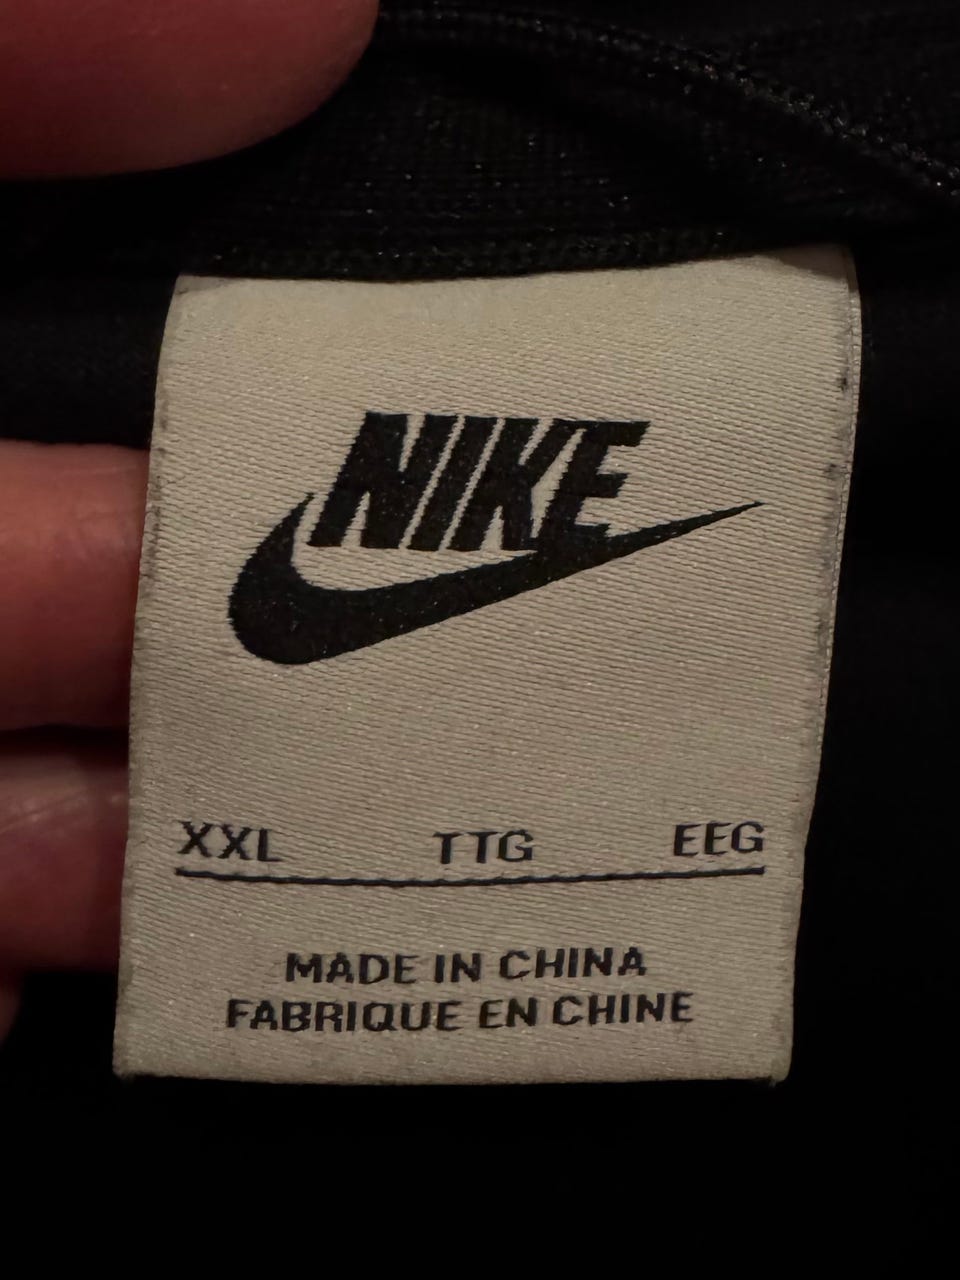 NIKE
XXL TTG EEG
MADE IN CHINA
FABRIQUE EN CHINE